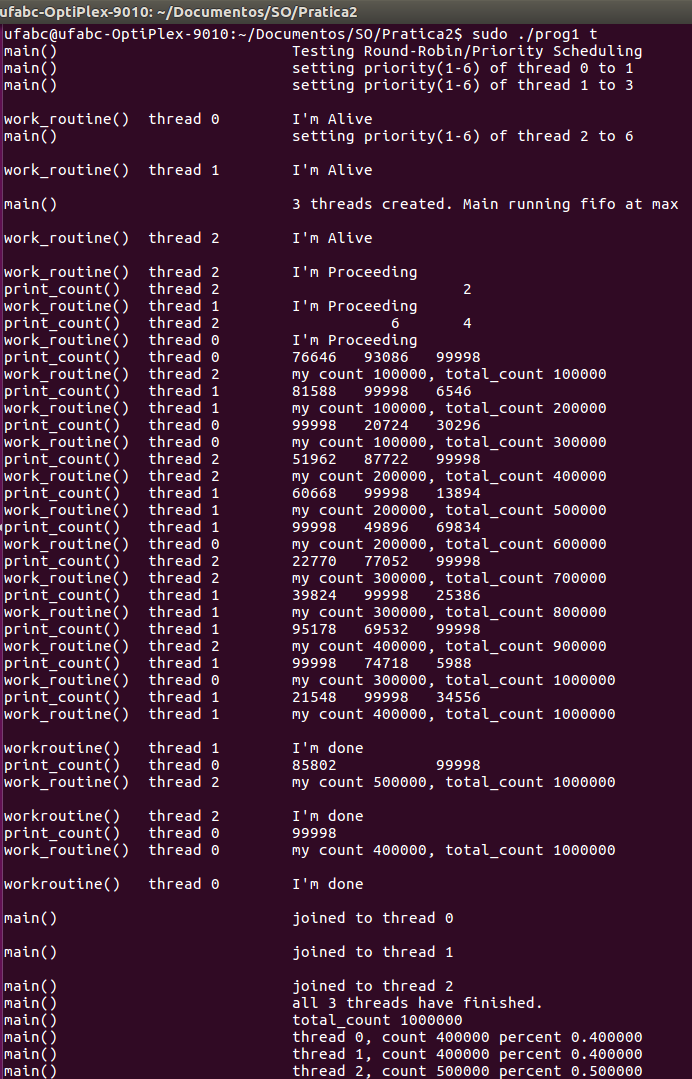 ufabc-OptiPlex-9010: ~/Documentos/SO/Pratica2
ufabc@ufabc-OptiPlex-9010:~/Documentos/SO/Pratica2$ sudo ./prog1 t
main() Testing Round-Robin/Priority Scheduling
main() setting priority(1-6) of thread 0 to 1
main() setting priority(1-6) of thread 1 to 3
work_routine() thread 0 I'm Alive
main() setting priority(1-6) of thread 2 to 6
work_routine() thread 1 I'm Alive
main() 3 threads created. Main running fifo at max
work_routine() thread 2 I'm Alive
work_routine() thread 2 I'm Proceeding
print_count() thread 2 2
work_routine() thread 1 I'm Proceeding
print_count() thread 2 6 4
work_routine() thread 0 I'm Proceeding
print_count() thread 0 76646 93086 99998
work_routine() thread 2 my count 100000, total_count 100000
print_count() thread 1 81588 99998 6546
work_routine() thread 1 my count 100000, total_count 200000
print_count() thread 0 99998 20724 30296
work_routine() thread 0 my count 100000, total_count 300000
print_count() thread 2 51962 87722 99998
work_routine() thread 2 my count 200000, total_count 400000
print_count() thread 1 60668 99998 13894
work_routine() thread 1 my count 200000, total_count 500000
print_count() thread 1 99998 49896 69834
work_routine() thread 0 my count 200000, total_count 600000
print_count() thread 2 22770 77052 99998
work_routine() thread 2 my count 300000, total_count 700000
print_count() thread 1 39824 99998 25386
work_routine() thread 1 my count 300000, total_count 800000
print_count() thread 1 95178 69532 99998
work_routine() thread 2 my count 400000, total_count 900000
print_count() thread 1 99998 74718 5988
work_routine() thread 0 my count 300000, total_count 1000000
print_count() thread 1 21548 99998 34556
work_routine() thread 1 my count 400000, total_count 1000000
workroutine() thread 1 I'm done
print_count() thread 0 85802 99998
work_routine() thread 2 my count 500000, total_count 1000000
workroutine() thread 2 I'm done
print_count() thread 0 99998
work_routine() thread 0 my count 400000, total_count 1000000
workroutine() thread 0 I'm done
main() joined to thread 0
main() joined to thread 1
main() joined to thread 2
main() all 3 threads have finished.
main() total_count 1000000
main() thread 0, count 400000 percent 0.400000
main() thread 1, count 400000 percent 0.400000
main() thread 2, count 500000 percent 0.500000